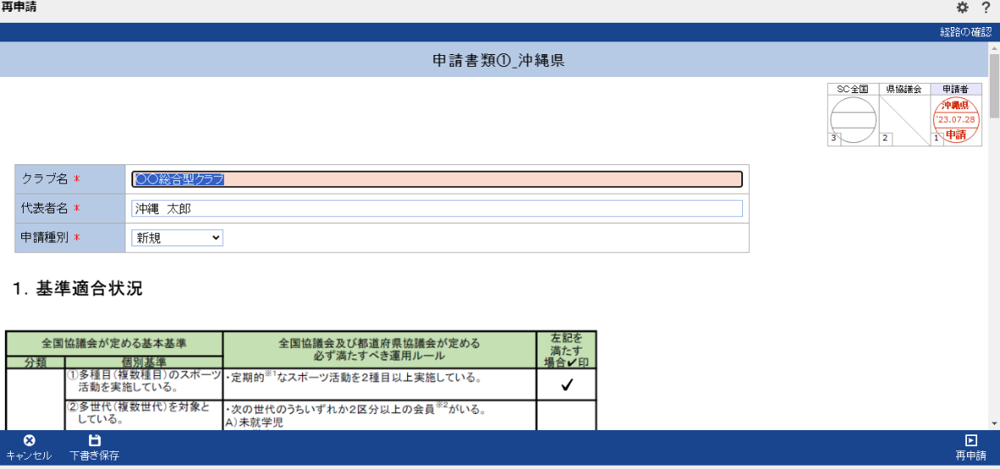 再申請
?
経路の確認
申請書類①_沖縄県
SC全国 県協議会 申請者
沖縄県
'23.07.28
申請
3 2 1
クラブ名 * 〇〇総合型クラブ
代表者名 * 沖縄 太郎
申請種別 * 新規
1. 基準適合状況
全国協議会が定める基本基準
分類 個別基準
全国協議会及び都道府県協議会が定める
必ず満たすべき運用ルール
左記を
満たす
場合✔印
①多種目(複数種目)のスポーツ
活動を実施している。
・定期的※1なスポーツ活動を2種目以上実施している。
✓
②多世代(複数世代)を対象と
している。
・次の世代のうちいずれか2区分以上の会員※2がいる。
A)未就学児
キャンセル 下書き保存 再申請